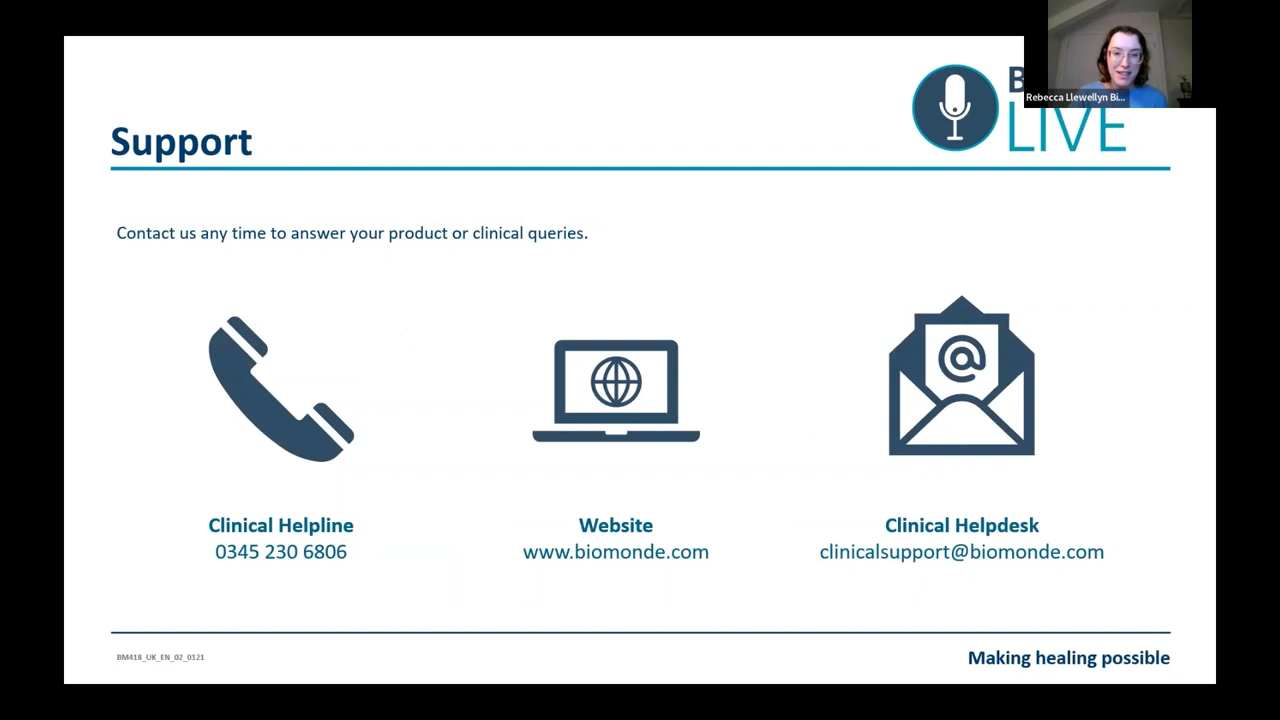 B
LIVE
Rebecca Llewellyn Bi...
Support
Contact us any time to answer your product or clinical queries.
@
Clinical Helpline
0345 230 6806
Website
www.biomonde.com
Clinical Helpdesk
clinicalsupport@biomonde.com
BM418_UK_EN_02_0121
Making healing possible